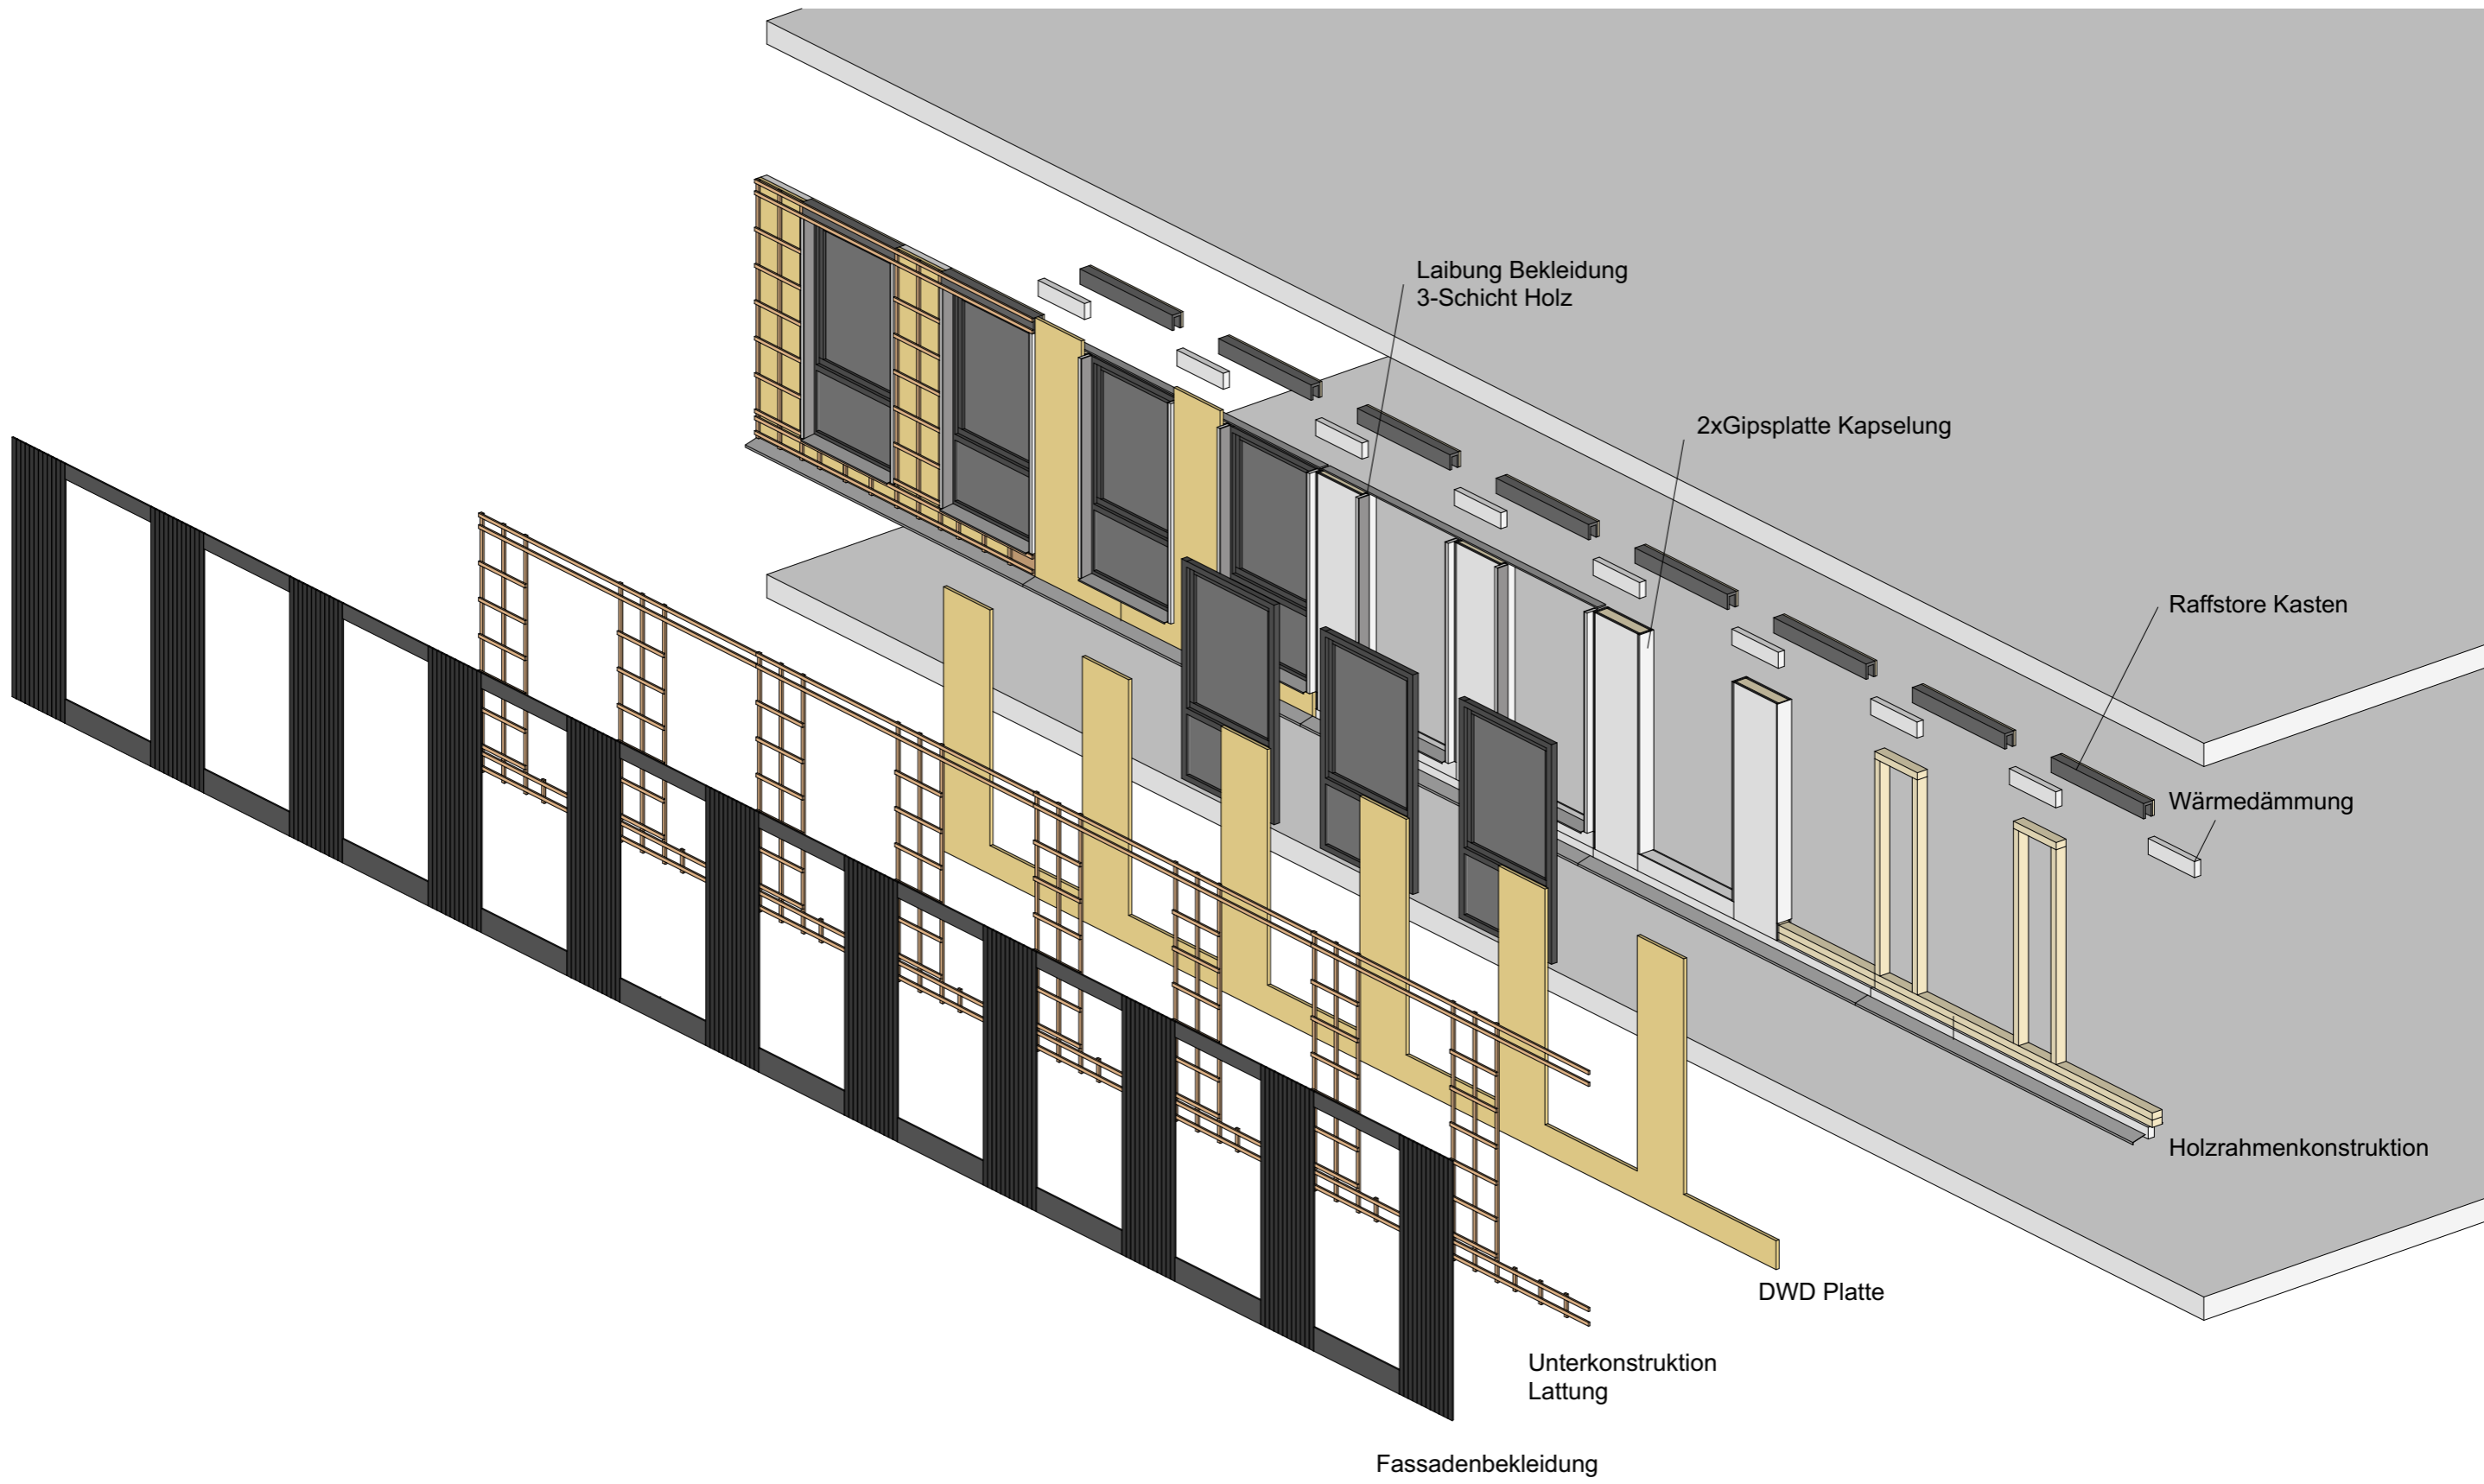 Laibung Bekleidung
3-Schicht Holz
2xGipsplatte Kapselung
Raffstore Kasten
Wärmedämmung
Holzrahmenkonstruktion
DWD Platte
Unterkonstruktion
Lattung
Fassadenbekleidung